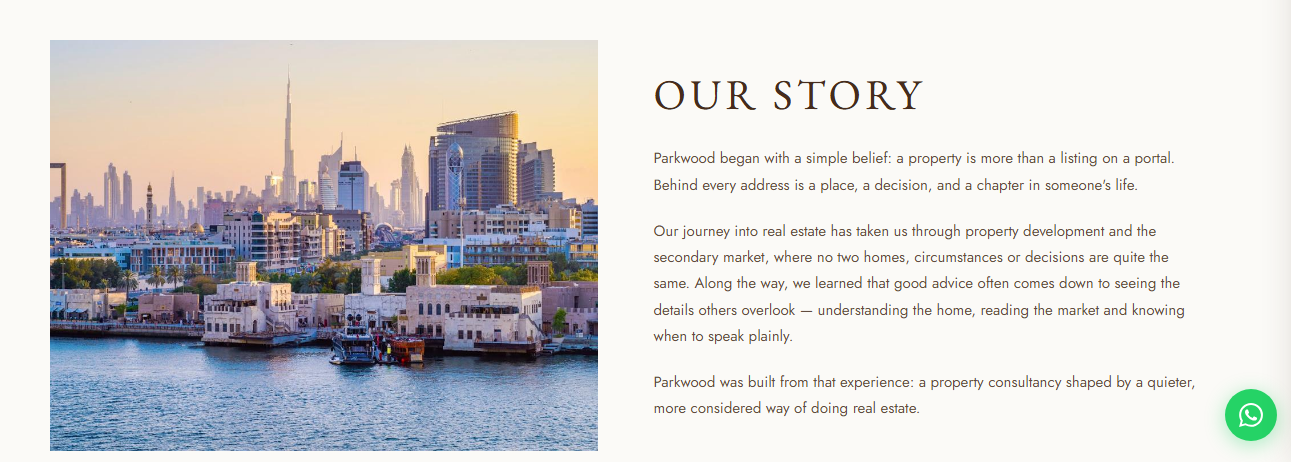 OUR STORY
Parkwood began with a simple belief: a property is more than a listing on a portal.
Behind every address is a place, a decision, and a chapter in someone's life.
Our journey into real estate has taken us through property development and the
secondary market, where no two homes, circumstances or decisions are quite the
same. Along the way, we learned that good advice often comes down to seeing the
details others overlook — understanding the home, reading the market and knowing
when to speak plainly.
Parkwood was built from that experience: a property consultancy shaped by a quieter,
more considered way of doing real estate.